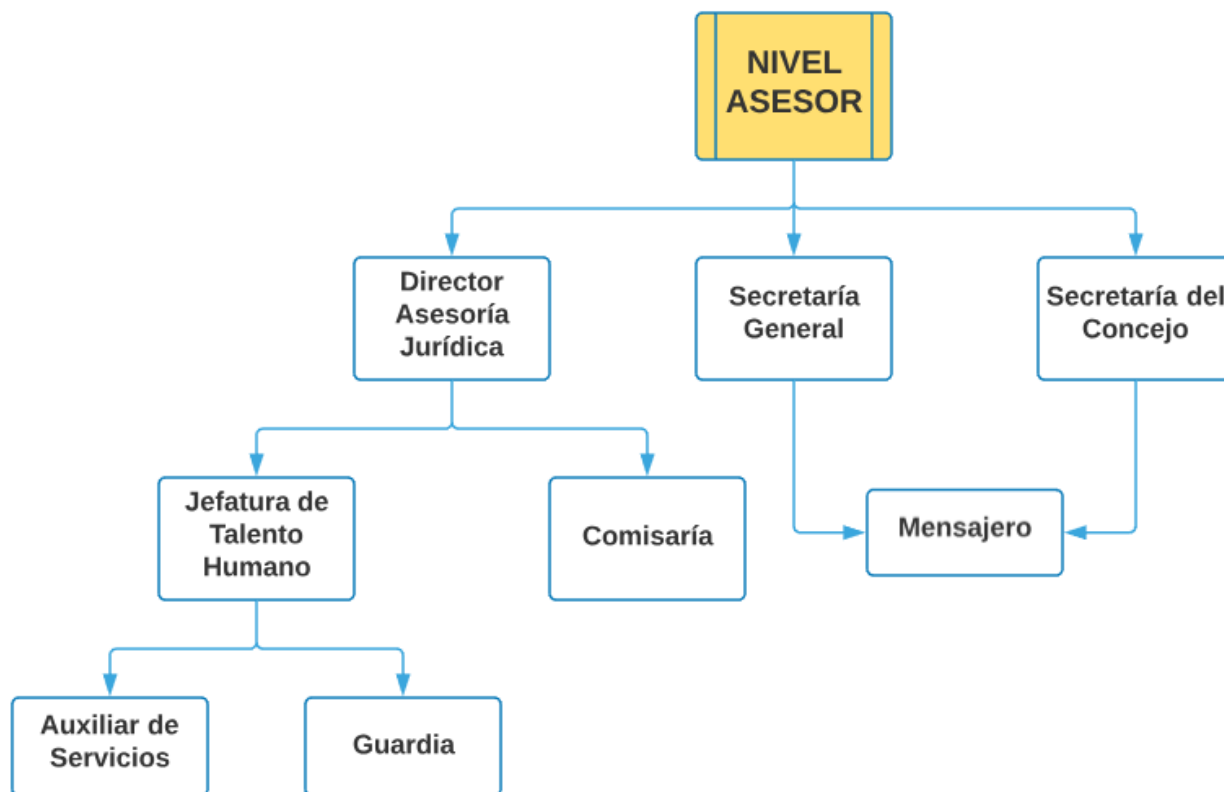 NIVEL
ASESOR
Director
Asesoría
Jurídica
Secretaría
General
Secretaría del
Concejo
Jefatura de
Talento
Humano
Comisaría
Mensajero
Auxiliar de
Servicios
Guardia